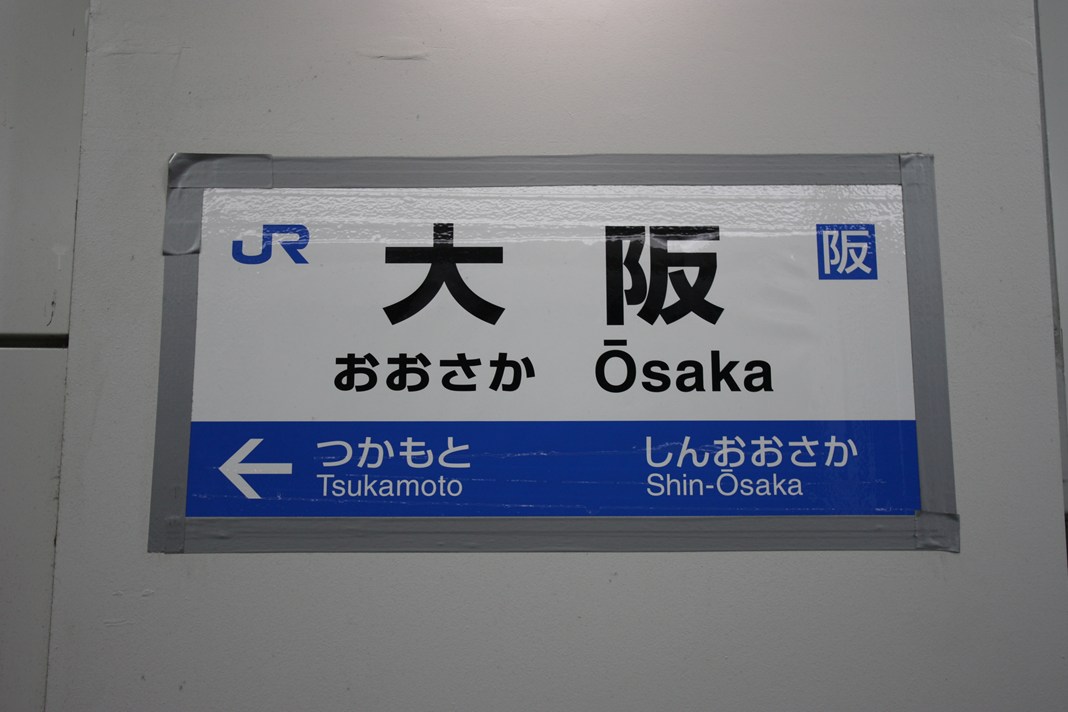 JR 大阪 阪
おおさか Ōsaka
つかもと しんおおさか
Tsukamoto Shin-Ōsaka